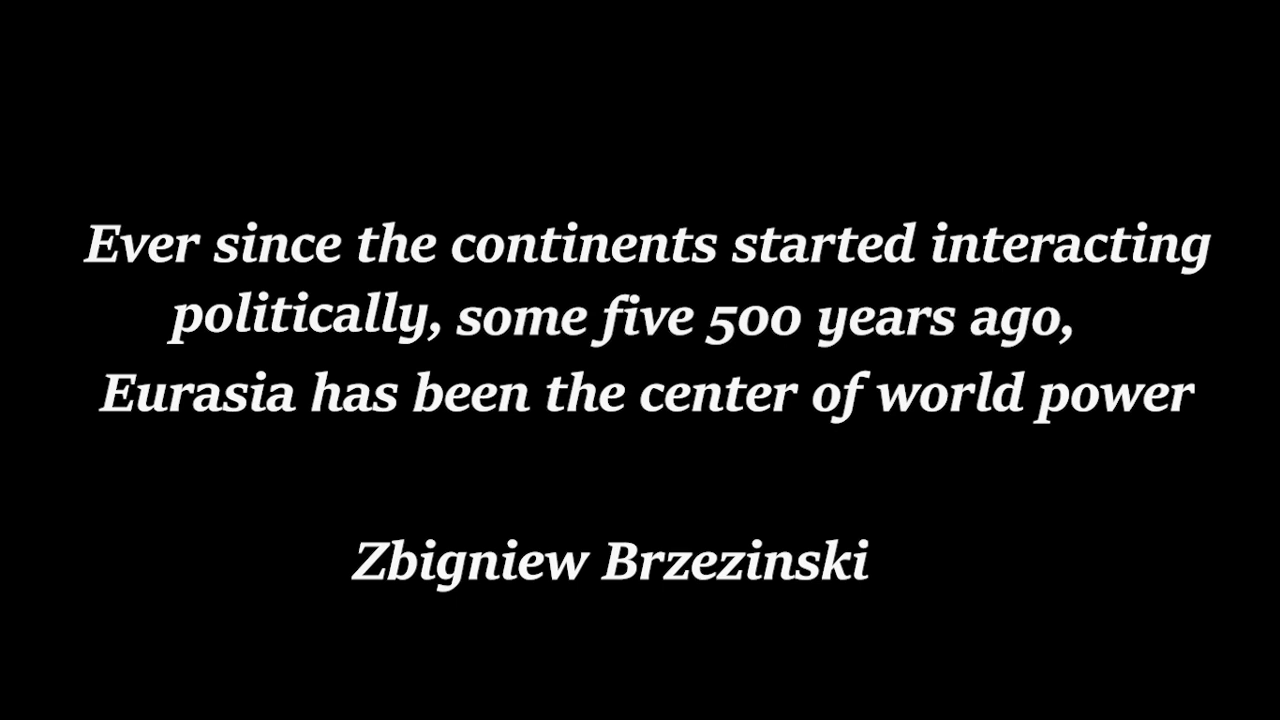 Ever since the continents started interacting
politically, some five 500 years ago,
Eurasia has been the center of world power
Zbigniew Brzezinski